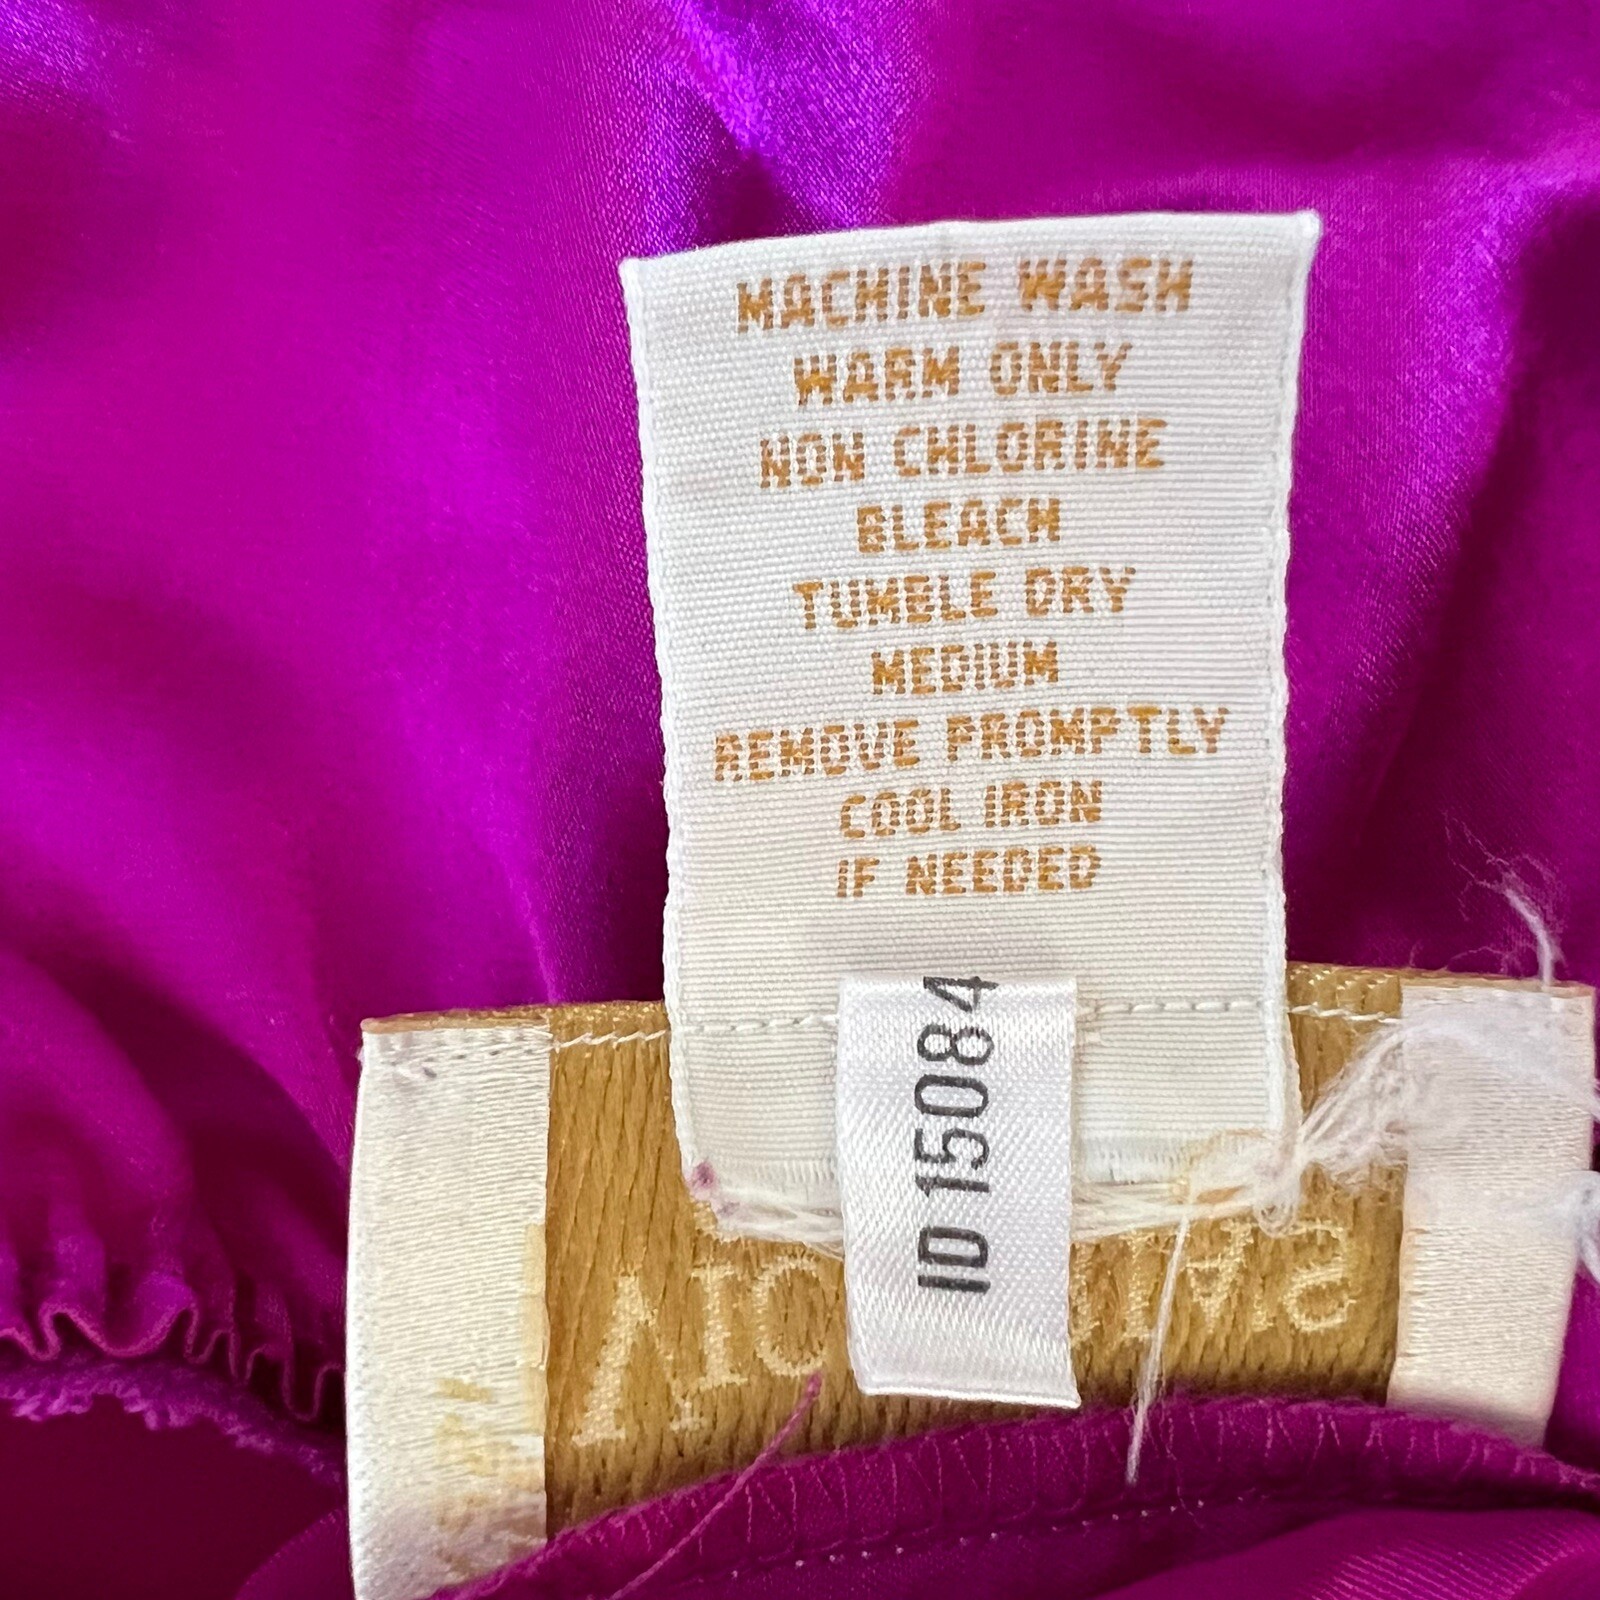 MACHINE WASH
WARM ONLY
NON CHLORINE
BLEACH
TUMBLE DRY
MEDIUM
REMOVE PROMPTLY
COOL IRON
IF NEEDED
ID 15084